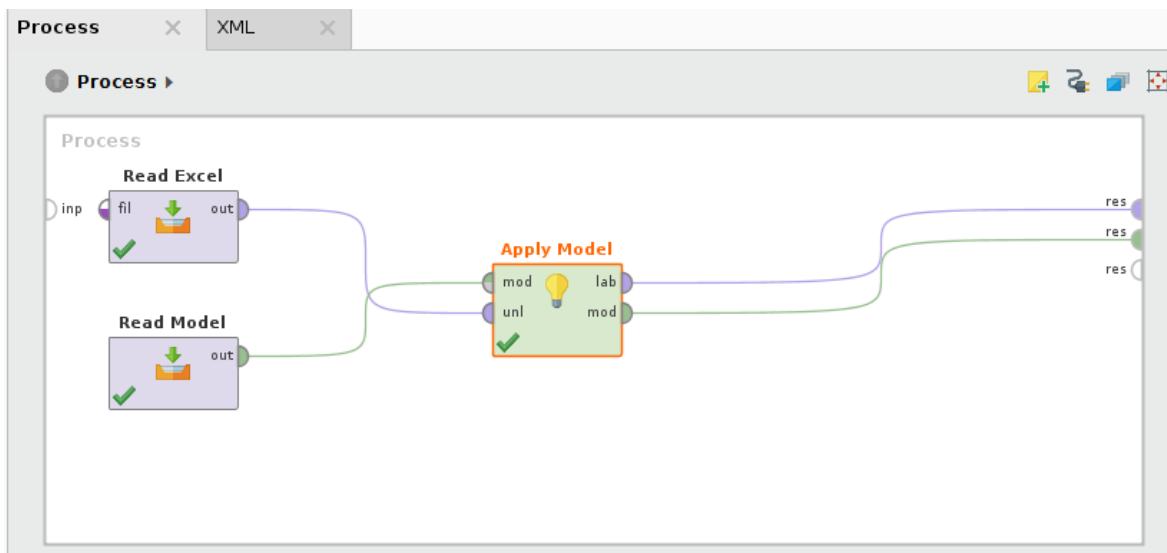 Process
XML
Process
Process
Read Excel
inp
fil
out
res
res
res
Apply Model
mod
lab
unl
mod
Read Model
out